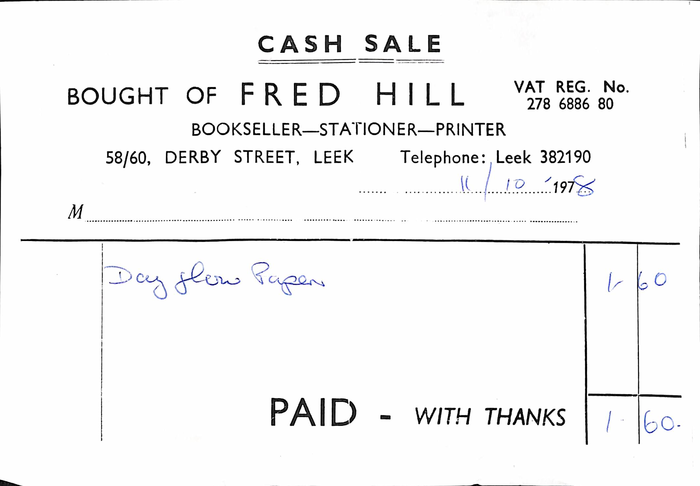 CASH SALE
BOUGHT OF FRED HILL
VAT REG. No.
278 6886 80
BOOKSELLER—STATIONER—PRINTER
58/60, DERBY STREET, LEEK Telephone: Leek 382190
11/10 1978
M
Day glow Paper 1- 60
PAID - WITH THANKS 1 - 60.